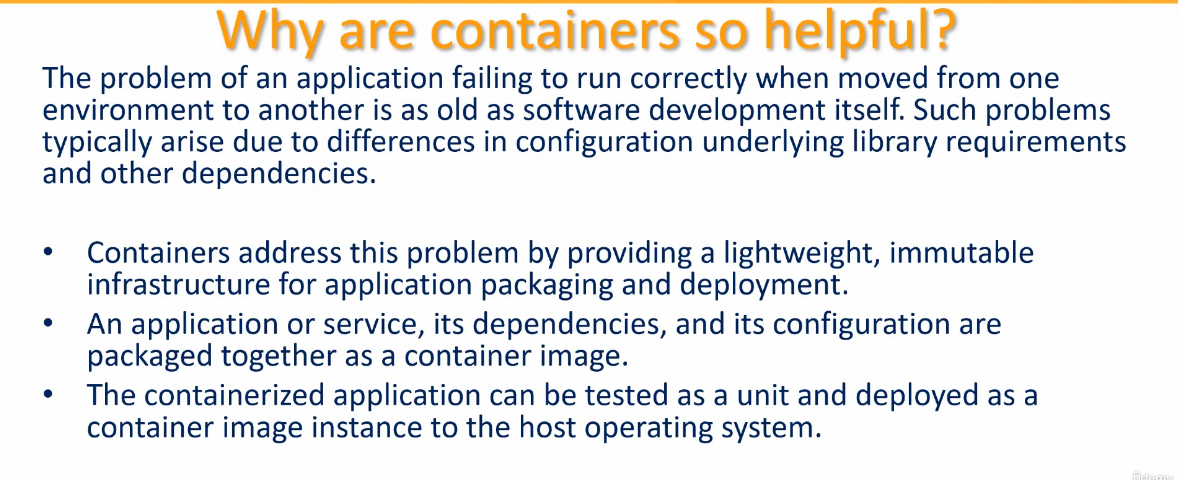 Why are containers so helpful?
The problem of an application failing to run correctly when moved from one
environment to another is as old as software development itself. Such problems
typically arise due to differences in configuration underlying library requirements
and other dependencies.
• Containers address this problem by providing a lightweight, immutable
infrastructure for application packaging and deployment.
• An application or service, its dependencies, and its configuration are
packaged together as a container image.
• The containerized application can be tested as a unit and deployed as a
container image instance to the host operating system.